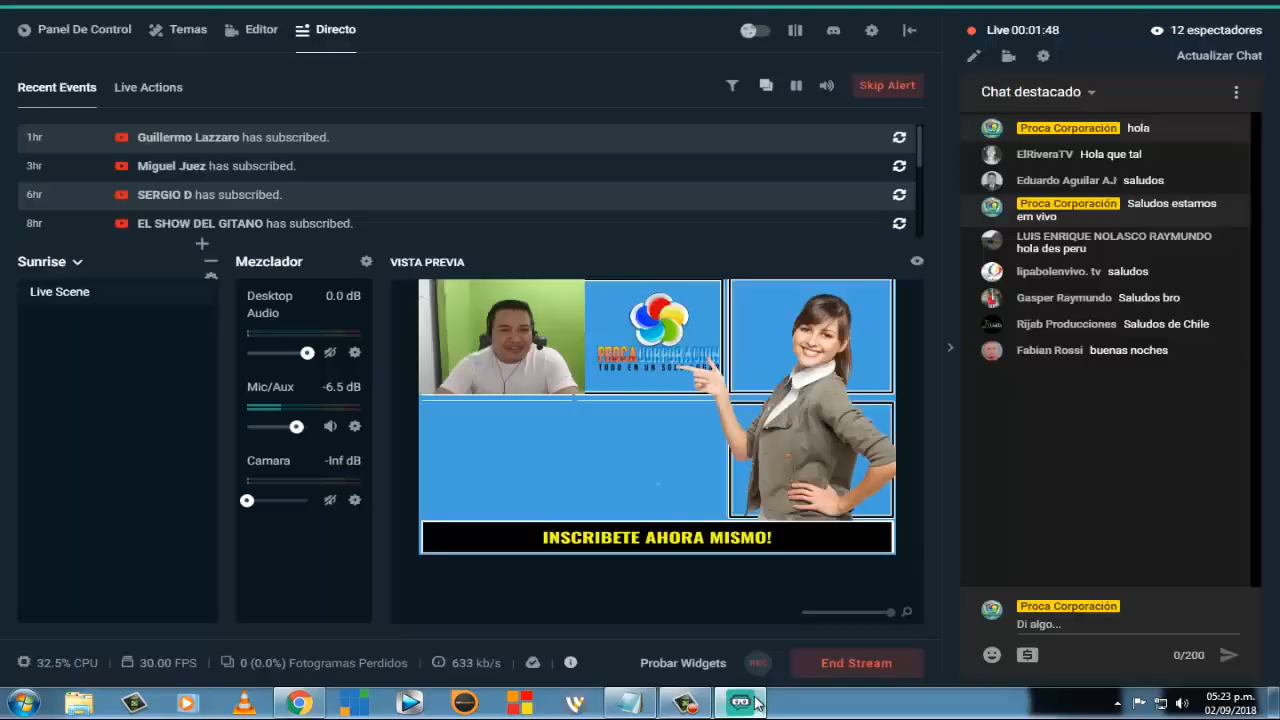 Panel De Control
Temas
Editor
Directo
Live 00:01:48
12 espectadores
Actualizar Chat
Recent Events
Live Actions
Skip Alert
1hr Guillermo Lazzaro has subscribed.
3hr Miguel Juez has subscribed.
6hr SERGIO D has subscribed.
8hr EL SHOW DEL GITANO has subscribed.
Sunrise
Live Scene
Mezclador
Desktop 0.0 dB
Audio
Mic/Aux -6.5 dB
Camara -Inf dB
VISTA PREVIA
PROCA CORPORACION
TODO EN UN SOL
INSCRIBETE AHORA MISMO!
Chat destacado
Proca Corporación hola
ElRiveraTV Hola que tal
Eduardo Aguilar AJ saludos
Proca Corporación Saludos estamos
em vivo
LUIS ENRIQUE NOLASCO RAYMUNDO
hola des peru
lipabolenvivo. tv saludos
Gasper Raymundo Saludos bro
Rijab Producciones Saludos de Chile
Fabian Rossi buenas noches
Proca Corporación
Di algo...
0/200
32.5% CPU
30.00 FPS
0 (0.0%) Fotogramas Perdidos
633 kb/s
Probar Widgets
REC
End Stream
05:23 p.m.
02/09/2018